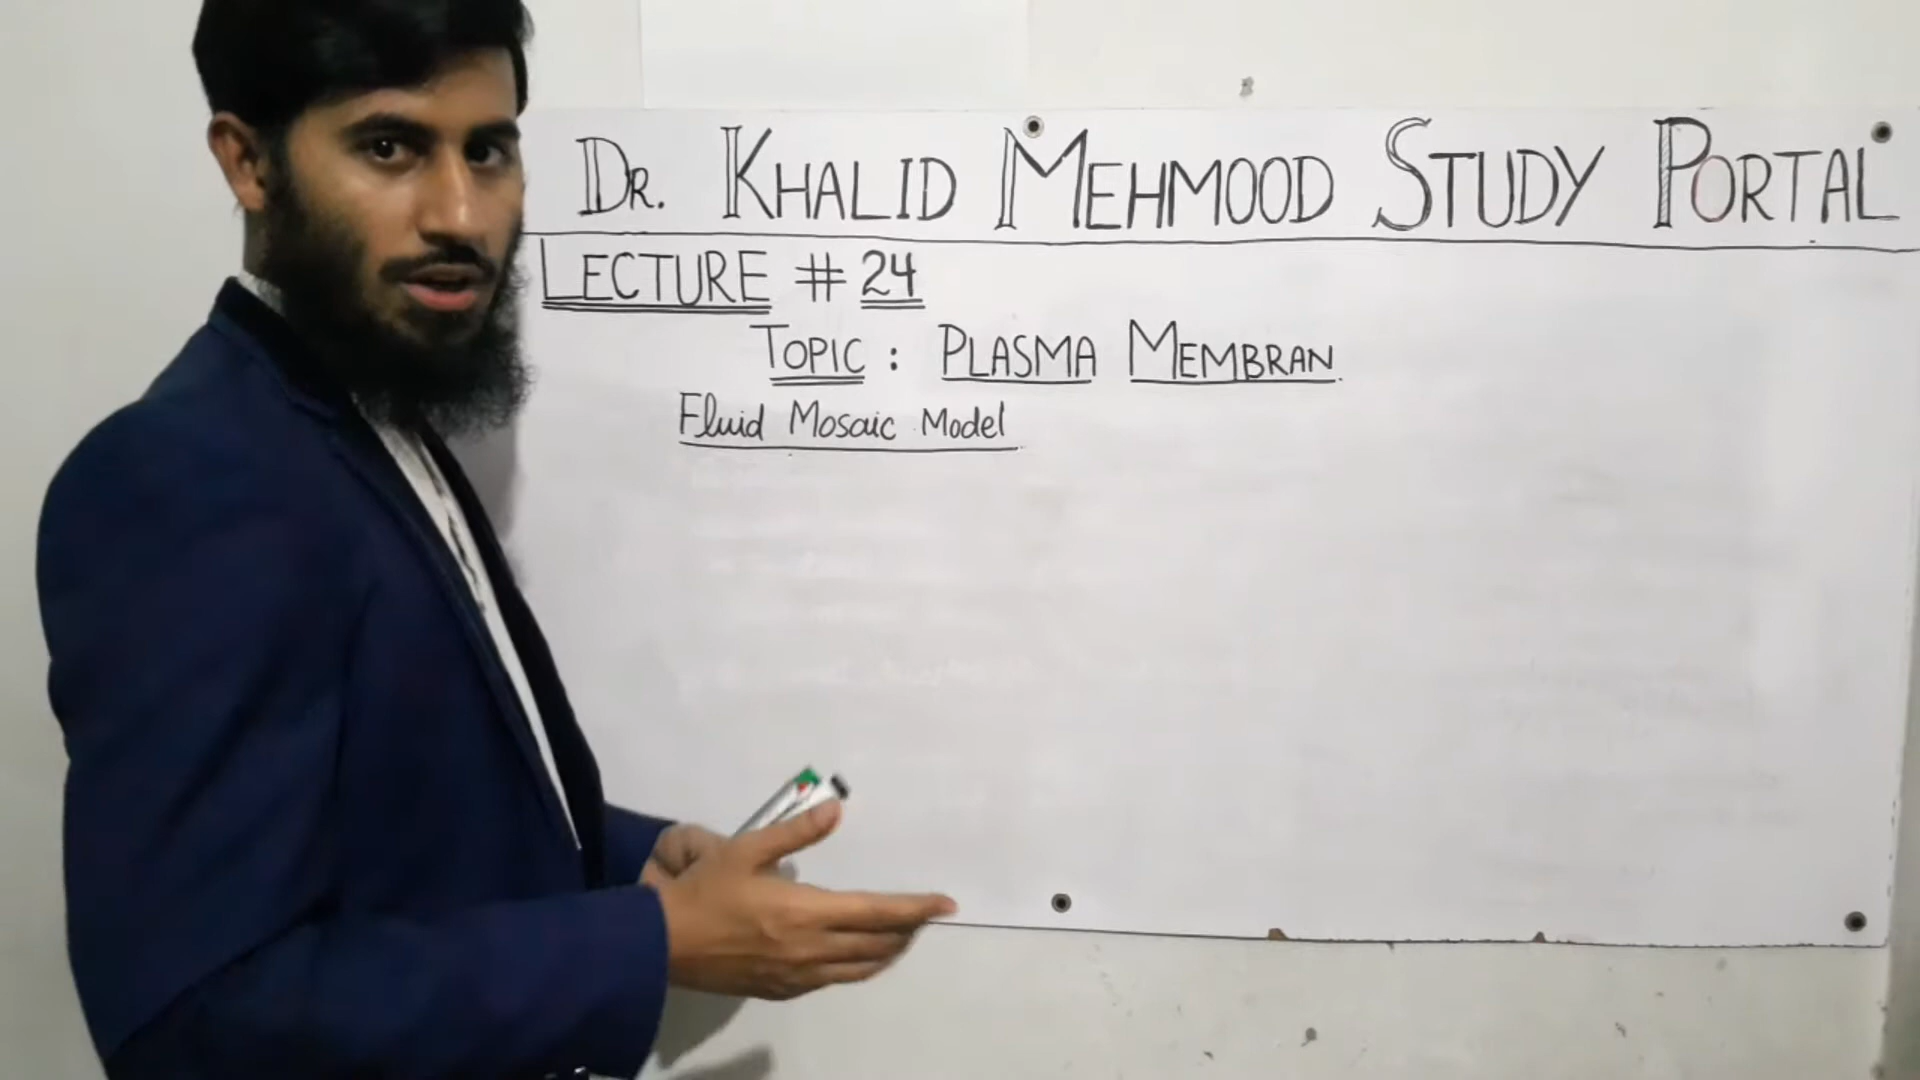 DR. KHALID MEHMOOD STUDY PORTAL
LECTURE # 24
TOPIC : PLASMA MEMBRAN
Fluid Mosaic Model